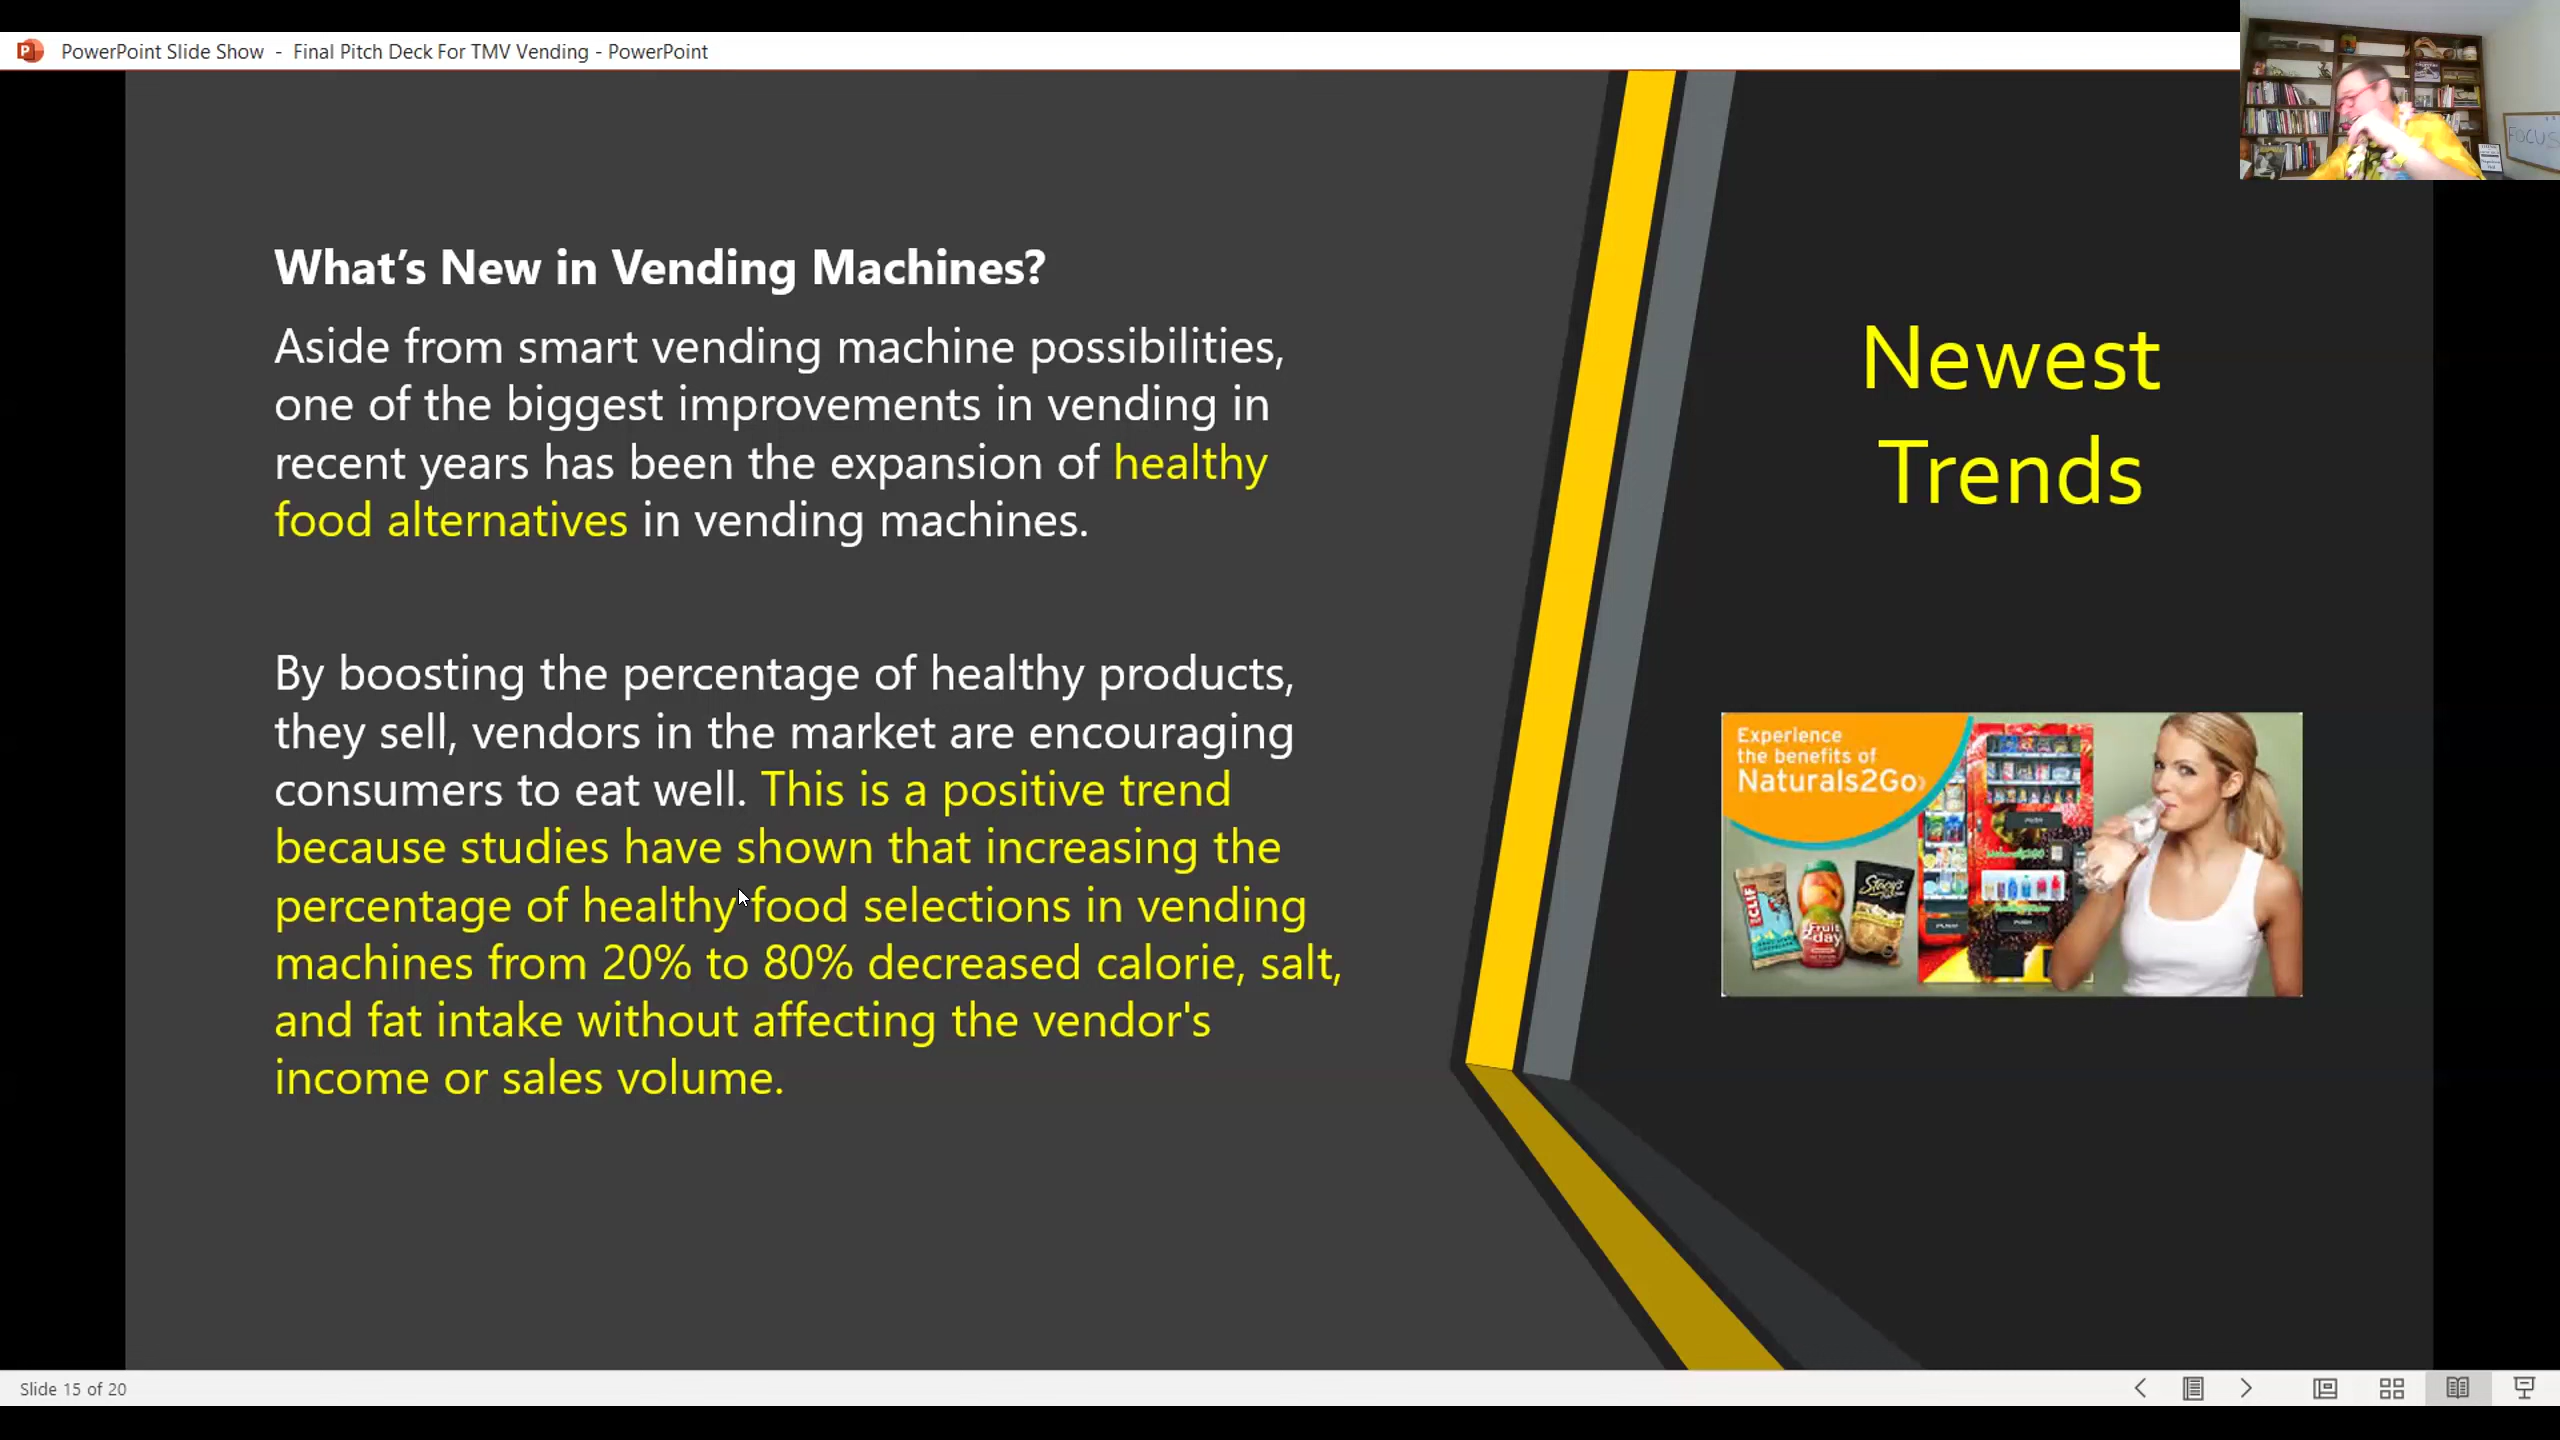 PowerPoint Slide Show - Final Pitch Deck For TMV Vending - PowerPoint
FOCUS
What’s New in Vending Machines?
Aside from smart vending machine possibilities,
one of the biggest improvements in vending in
recent years has been the expansion of healthy
food alternatives in vending machines.
By boosting the percentage of healthy products,
they sell, vendors in the market are encouraging
consumers to eat well. This is a positive trend
because studies have shown that increasing the
percentage of healthy food selections in vending
machines from 20% to 80% decreased calorie, salt,
and fat intake without affecting the vendor's
income or sales volume.
Newest
Trends
Experience
the benefits of
Naturals2Go
CLIF
Fruit
2day
Stacy's
Slide 15 of 20